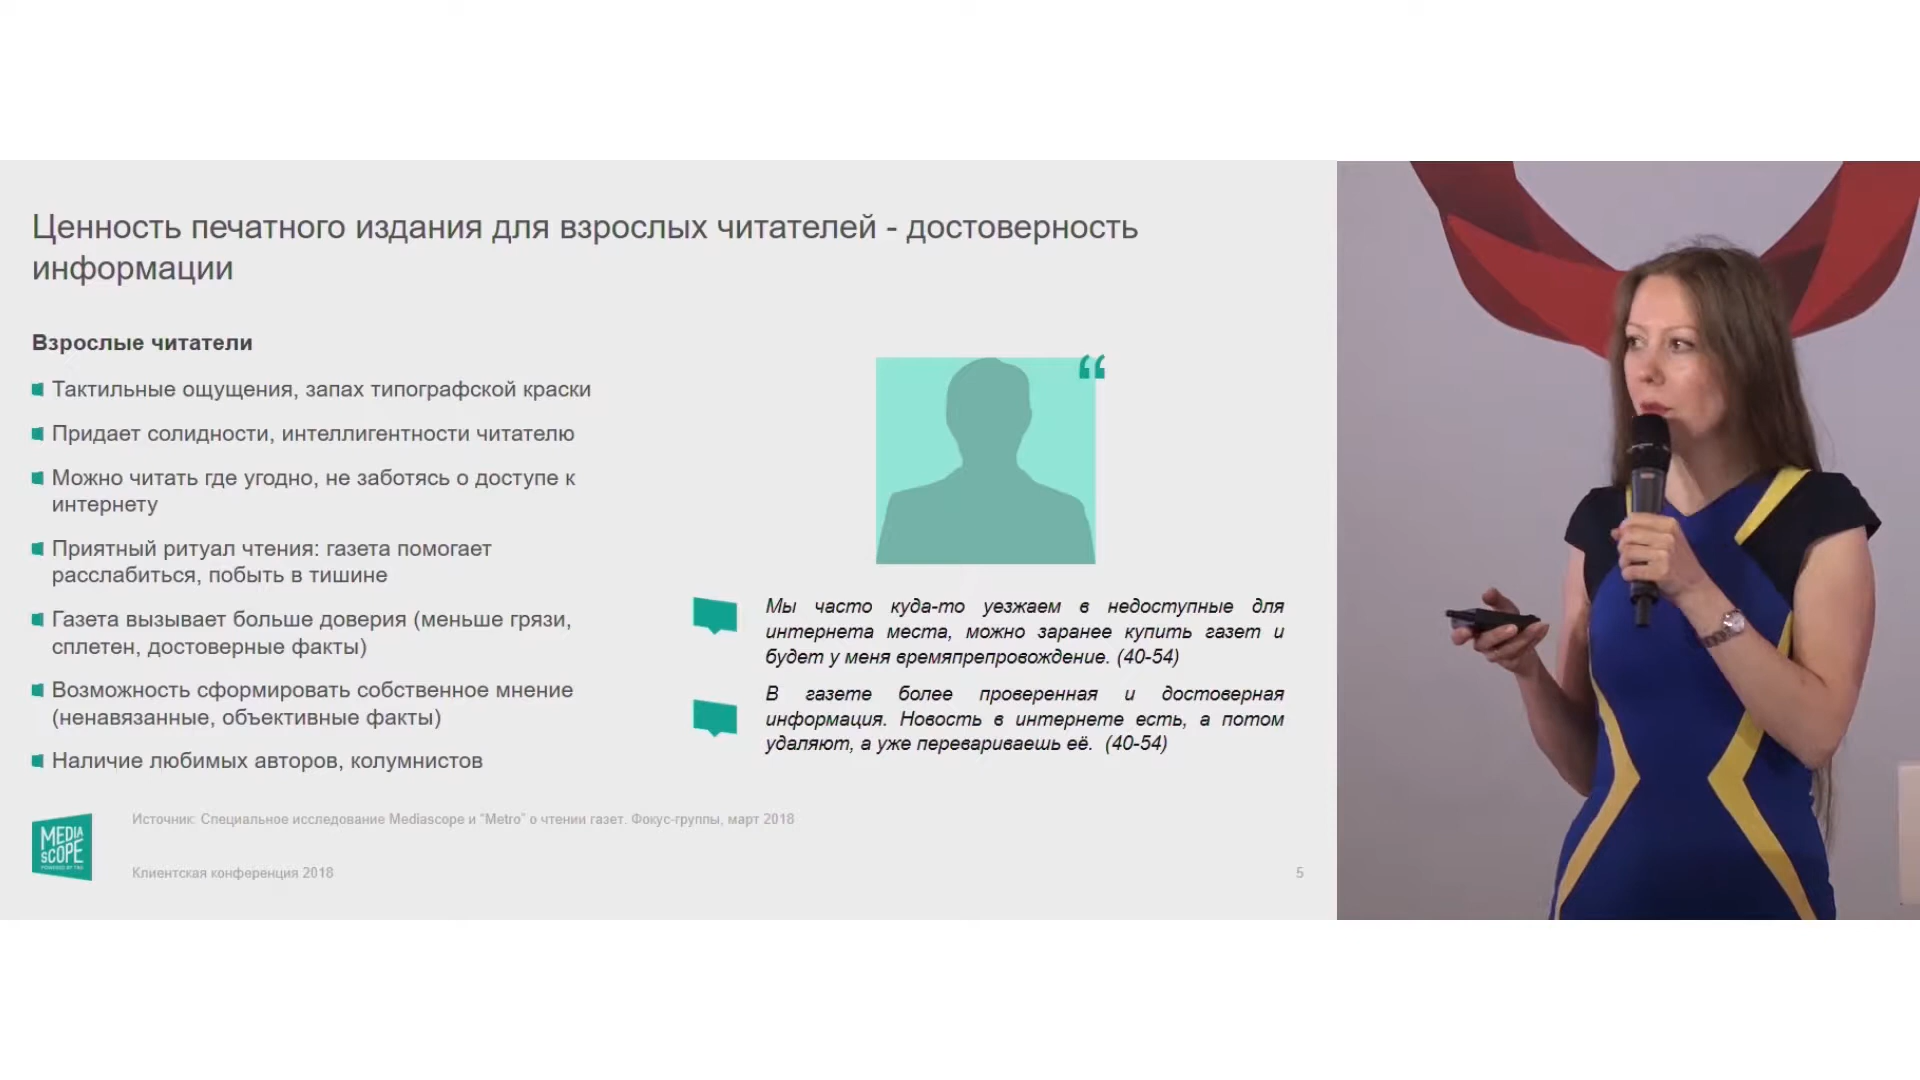 Ценность печатного издания для взрослых читателей - достоверность
информации
Взрослые читатели
Тактильные ощущения, запах типографской краски
Придает солидности, интеллигентности читателю
Можно читать где угодно, не заботясь о доступе к
интернету
Приятный ритуал чтения: газета помогает
расслабиться, побыть в тишине
Газета вызывает больше доверия (меньше грязи,
сплетен, достоверные факты)
Возможность сформировать собственное мнение
(ненавязанные, объективные факты)
Наличие любимых авторов, колумнистов
“
Мы часто куда-то уезжаем в недоступные для
интернета места, можно заранее купить газет и
будет у меня времяпрепровождение. (40-54)
В газете более проверенная и достоверная
информация. Новость в интернете есть, а потом
удаляют, а уже перевариваешь её. (40-54)
Источник: Специальное исследование Mediascope и “Metro” о чтении газет. Фокус-группы, март 2018
MEDIA
SCOPE
Клиентская конференция 2018
5